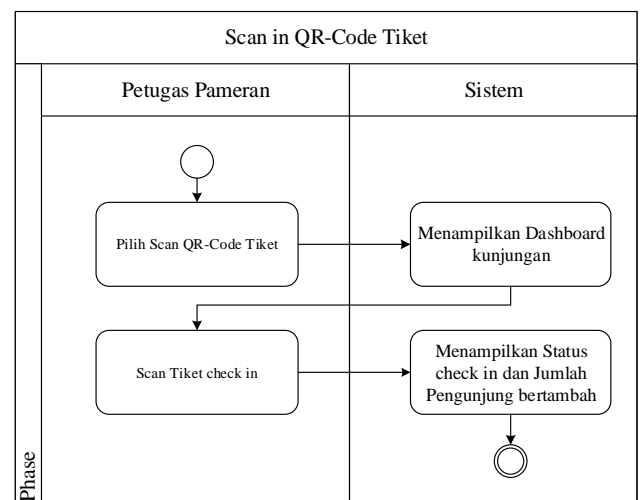 Scan in QR-Code Tiket
Petugas Pameran
Sistem
Pilih Scan QR-Code Tiket
Menampilkan Dashboard
kunjungan
Scan Tiket check in
Menampilkan Status
check in dan Jumlah
Pengunjung bertambah
Phase